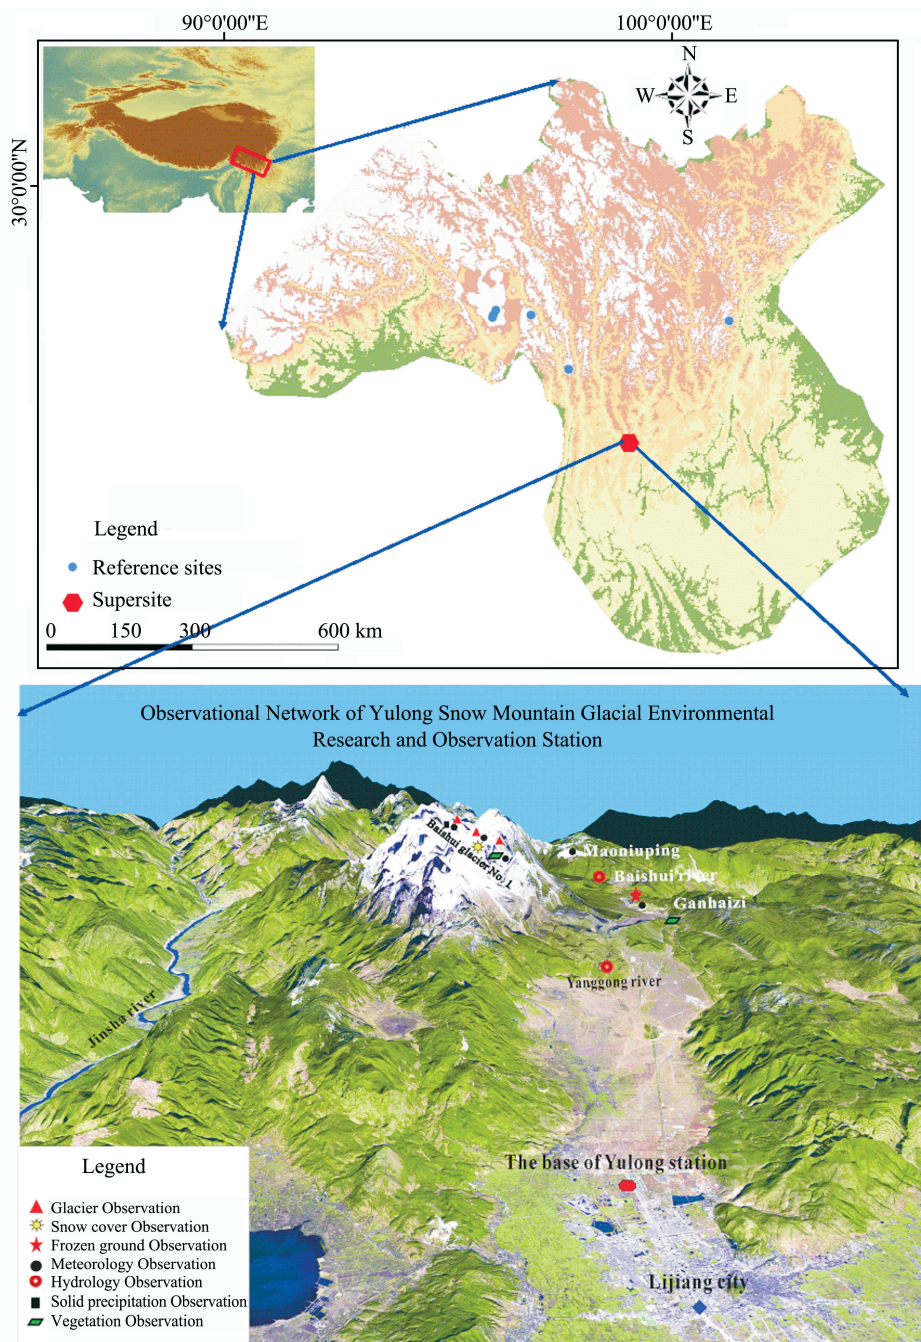 90°0'00"E
100°0'00"E
30°0'00"N
N
W
E
S
Legend
Reference sites
Supersite
0
150
300
600 km
Observational Network of Yulong Snow Mountain Glacial Environmental
Research and Observation Station
Baishui glacier No. 1
Maoniuping
Baishui river
Ganhaizi
Yanggong river
Jinsha river
The base of Yulong station
Lijiang city
Legend
Glacier Observation
Snow cover Observation
Frozen ground Observation
Meteorology Observation
Hydrology Observation
Solid precipitation Observation
Vegetation Observation